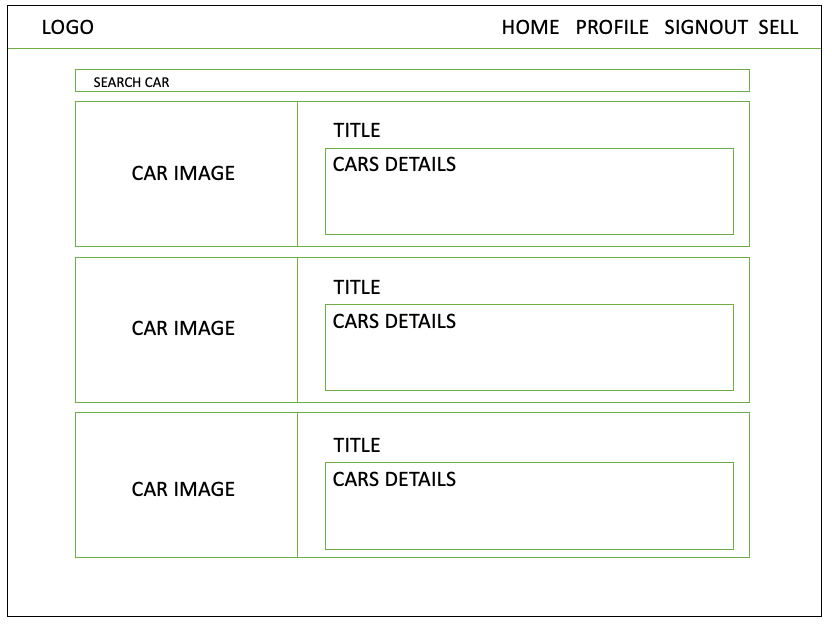 LOGO HOME PROFILE SIGNOUT SELL
SEARCH CAR
CAR IMAGE
TITLE
CARS DETAILS
CAR IMAGE
TITLE
CARS DETAILS
CAR IMAGE
TITLE
CARS DETAILS